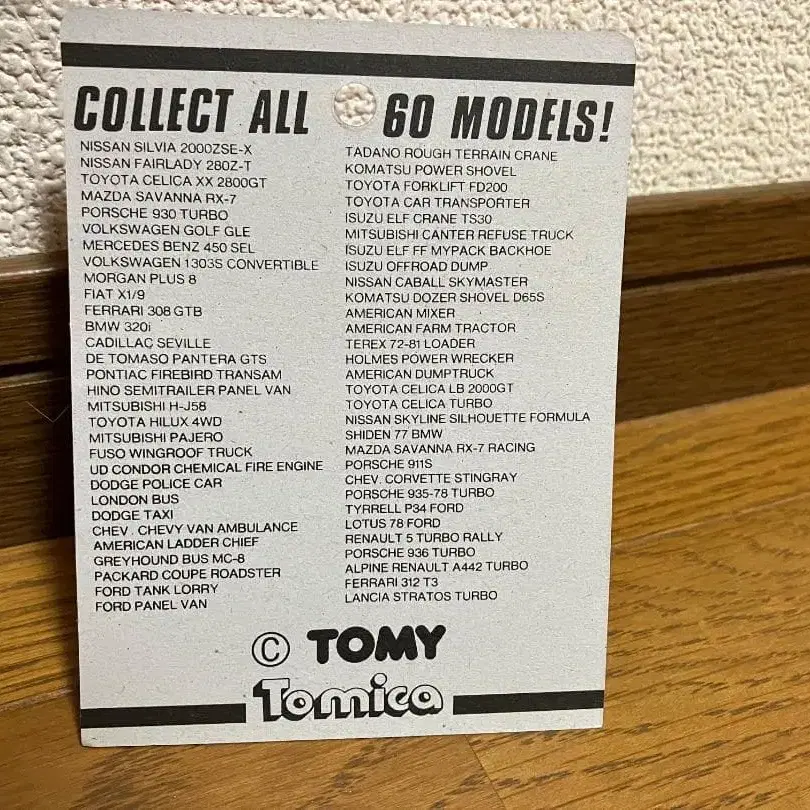 COLLECT ALL 60 MODELS!
NISSAN SILVIA 2000ZSE-X
NISSAN FAIRLADY 280Z-T
TOYOTA CELICA XX 2800GT
MAZDA SAVANNA RX-7
PORSCHE 930 TURBO
VOLKSWAGEN GOLF GLE
MERCEDES BENZ 450 SEL
VOLKSWAGEN 1303S CONVERTIBLE
MORGAN PLUS 8
FIAT X1/9
FERRARI 308 GTB
BMW 320i
CADILLAC SEVILLE
DE TOMASO PANTERA GTS
PONTIAC FIREBIRD TRANSAM
HINO SEMITRAILER PANEL VAN
MITSUBISHI H-J58
TOYOTA HILUX 4WD
MITSUBISHI PAJERO
FUSO WINGROOF TRUCK
UD CONDOR CHEMICAL FIRE ENGINE
DODGE POLICE CAR
LONDON BUS
DODGE TAXI
CHEV. CHEVY VAN AMBULANCE
AMERICAN LADDER CHIEF
GREYHOUND BUS MC-8
PACKARD COUPE ROADSTER
FORD TANK LORRY
FORD PANEL VAN
TADANO ROUGH TERRAIN CRANE
KOMATSU POWER SHOVEL
TOYOTA FORKLIFT FD200
TOYOTA CAR TRANSPORTER
ISUZU ELF CRANE TS30
MITSUBISHI CANTER REFUSE TRUCK
ISUZU ELF FF MYPACK BACKHOE
ISUZU OFFROAD DUMP
NISSAN CABALL SKYMASTER
KOMATSU DOZER SHOVEL D65S
AMERICAN MIXER
AMERICAN FARM TRACTOR
TEREX 72-81 LOADER
HOLMES POWER WRECKER
AMERICAN DUMPTRUCK
TOYOTA CELICA LB 2000GT
TOYOTA CELICA TURBO
NISSAN SKYLINE SILHOUETTE FORMULA
SHIDEN 77 BMW
MAZDA SAVANNA RX-7 RACING
PORSCHE 911S
CHEV. CORVETTE STINGRAY
PORSCHE 935-78 TURBO
TYRRELL P34 FORD
LOTUS 78 FORD
RENAULT 5 TURBO RALLY
PORSCHE 936 TURBO
ALPINE RENAULT A442 TURBO
FERRARI 312 T3
LANCIA STRATOS TURBO
© TOMY
Tomica